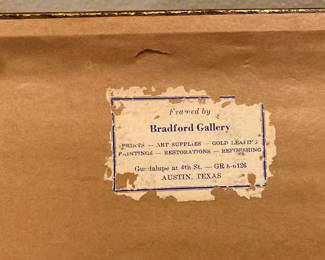 Framed by
Bradford Gallery
PRINTS — ART SUPPLIES — GOLD LEAFING
PAINTINGS — RESTORATIONS — REFINISHING
Guadalupe at 4th St. — GR 8-6126
AUSTIN, TEXAS